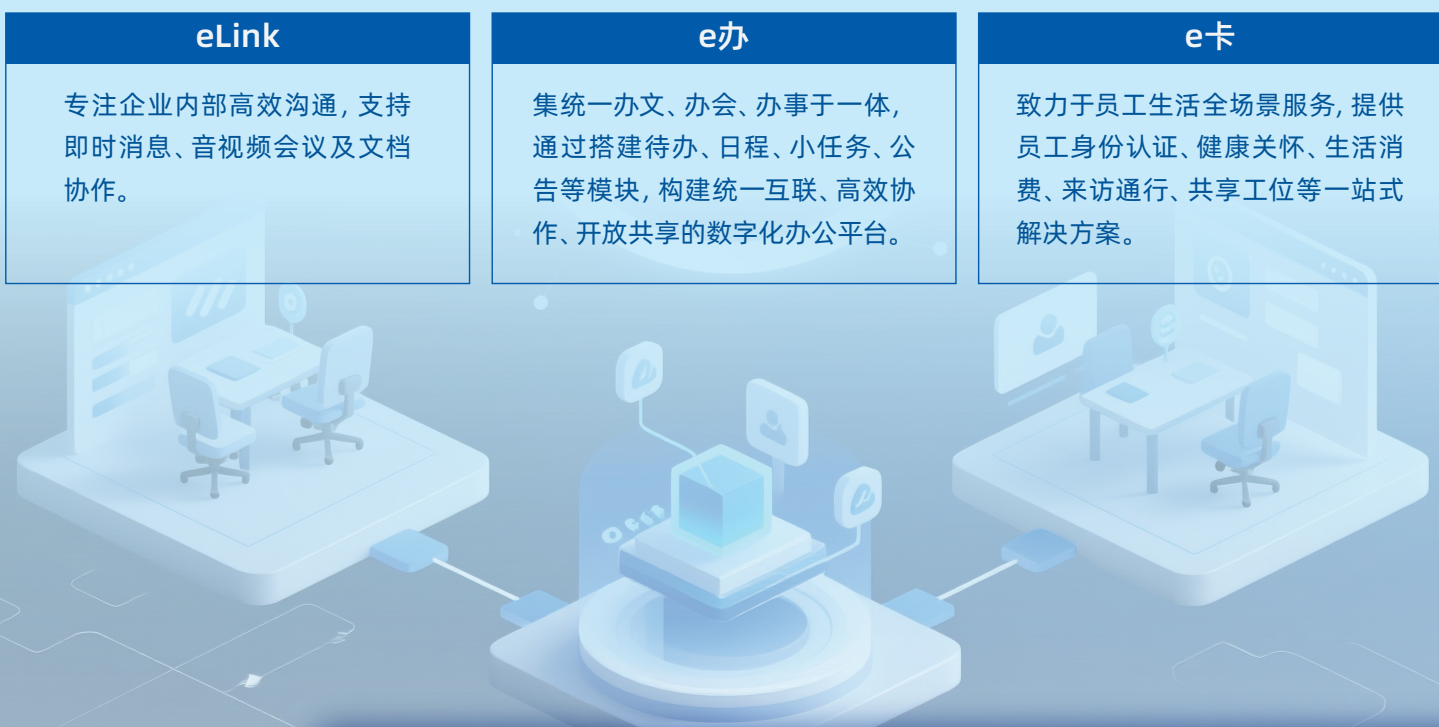 eLink
专注企业内部高效沟通,支持
即时消息、音视频会议及文档
协作。
e办
集统一办文、办会、办事于一体,
通过搭建待办、日程、小任务、公
告等模块,构建统一互联、高效协
作、开放共享的数字化办公平台。
e卡
致力于员工生活全场景服务,提供
员工身份认证、健康关怀、生活消
费、来访通行、共享工位等一站式
解决方案。